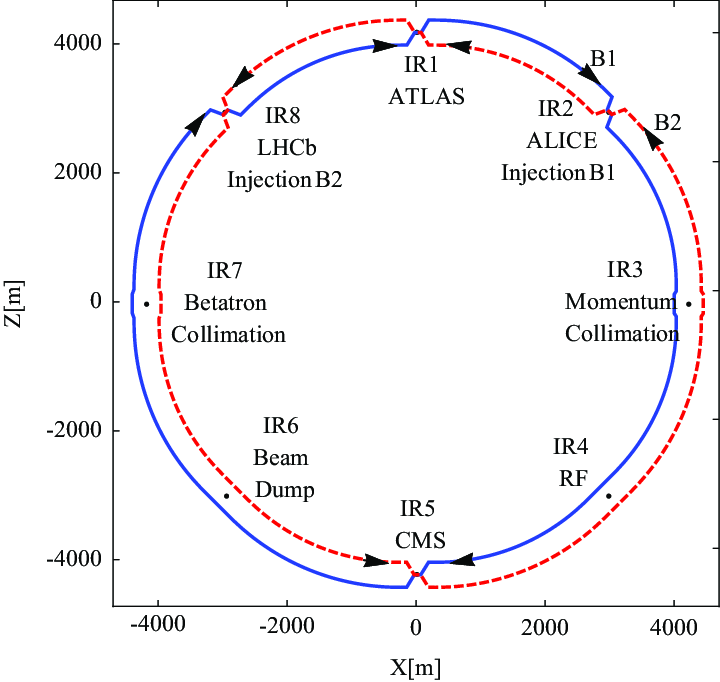 4000
2000
0
-2000
-4000
Z[m]
IR1
ATLAS
B1
IR2
ALICE
Injection B1
B2
IR8
LHCb
Injection B2
IR7
Betatron
Collimation
IR3
Momentum
Collimation
IR6
Beam
Dump
IR4
RF
IR5
CMS
-4000
-2000
0
2000
4000
X[m]